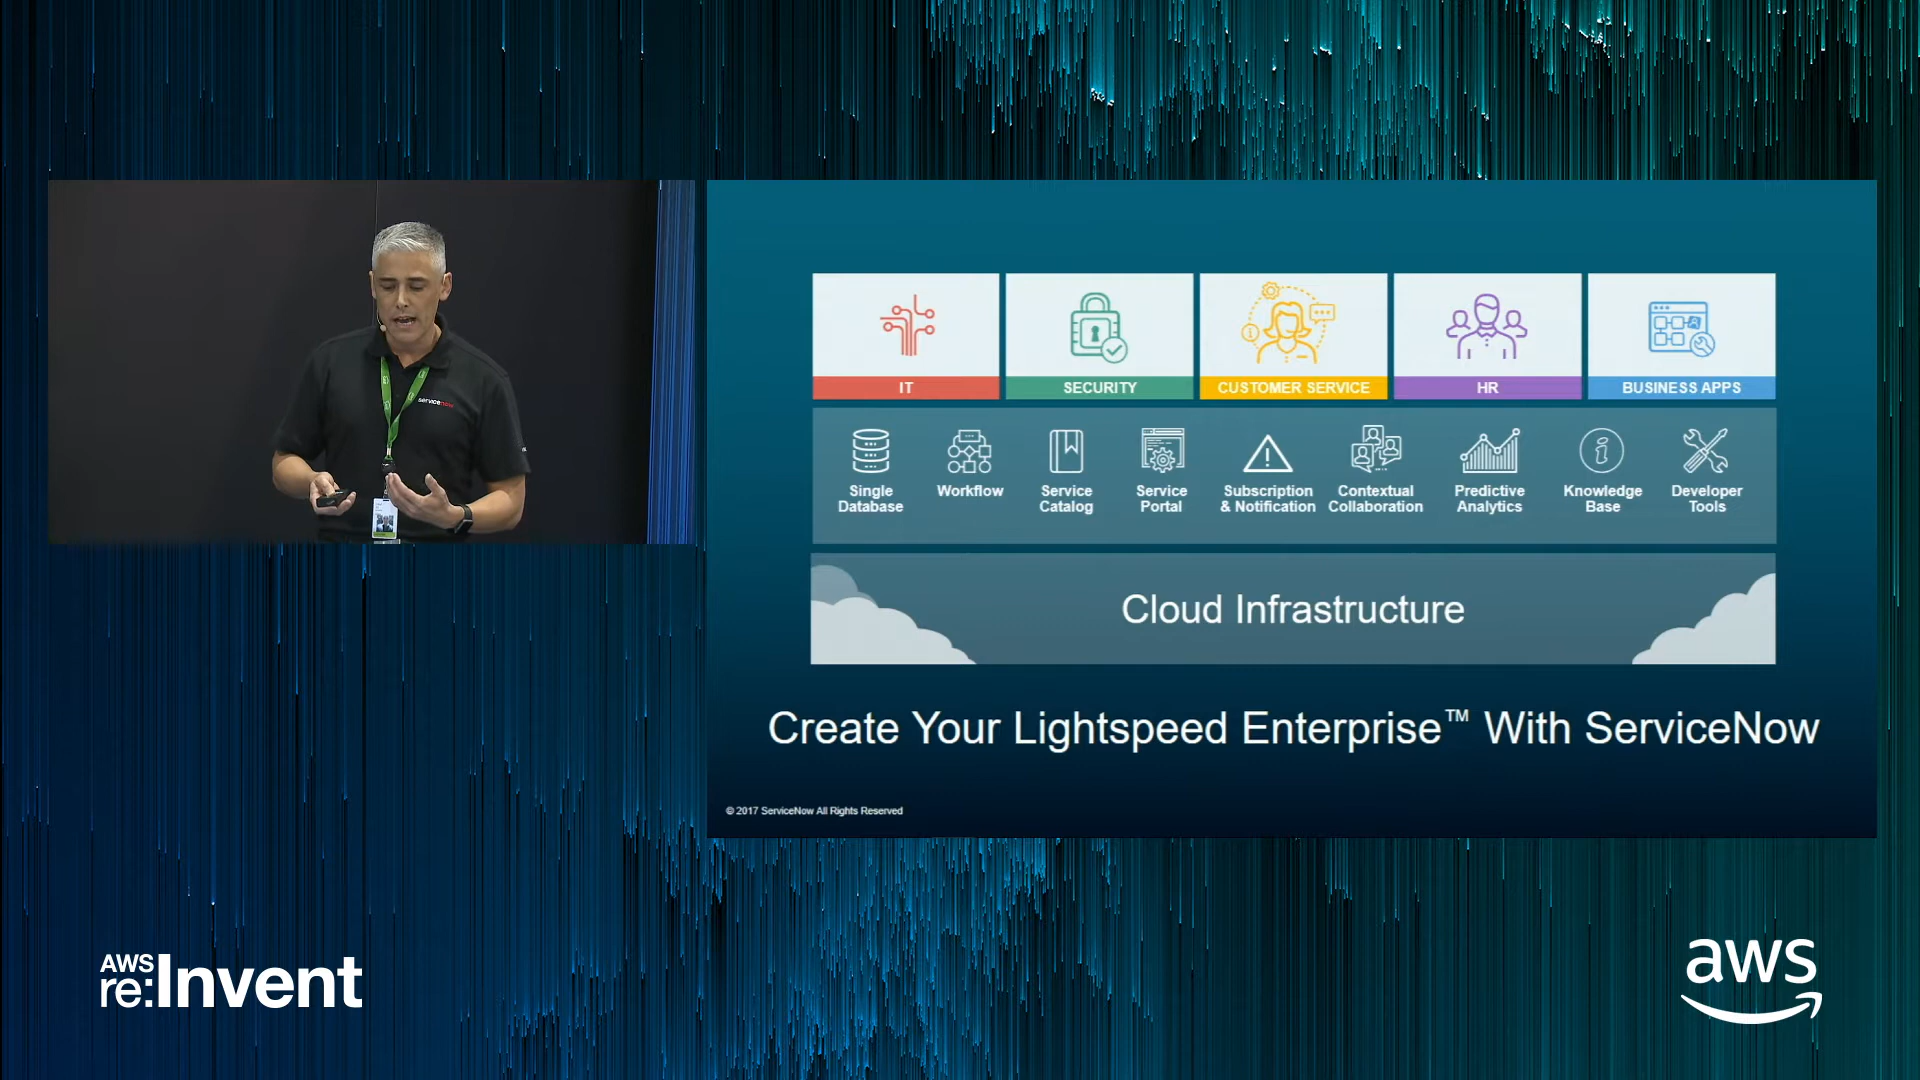 servicenow
IT
SECURITY
CUSTOMER SERVICE
HR
BUSINESS APPS
Single
Database
Workflow
Service
Catalog
Service
Portal
Subscription
& Notification
Contextual
Collaboration
Predictive
Analytics
Knowledge
Base
Developer
Tools
Cloud Infrastructure
Create Your Lightspeed Enterprise™ With ServiceNow
© 2017 ServiceNow All Rights Reserved
AWS
re:Invent
aws